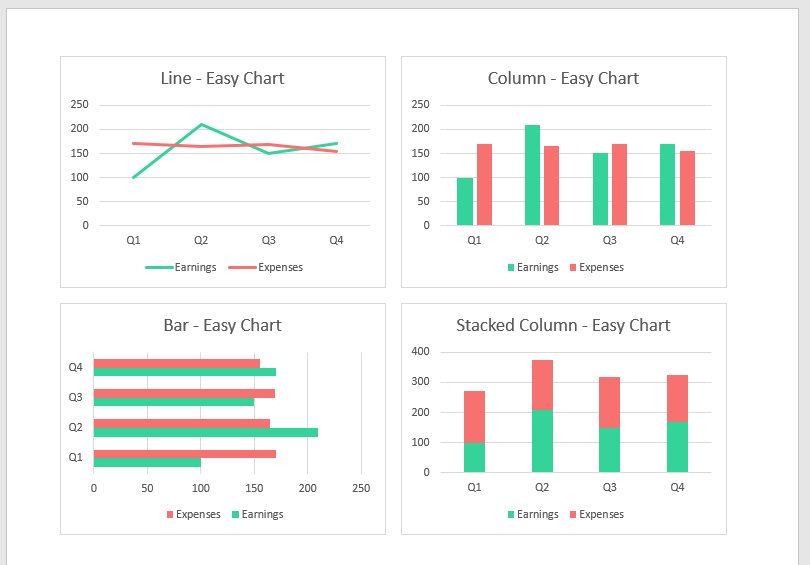 Line - Easy Chart
250
200
150
100
50
0
Q1 Q2 Q3 Q4
Earnings Expenses
Column - Easy Chart
250
200
150
100
50
0
Q1 Q2 Q3 Q4
Earnings Expenses
Bar - Easy Chart
Q4
Q3
Q2
Q1
0 50 100 150 200 250
Expenses Earnings
Stacked Column - Easy Chart
400
300
200
100
0
Q1 Q2 Q3 Q4
Earnings Expenses